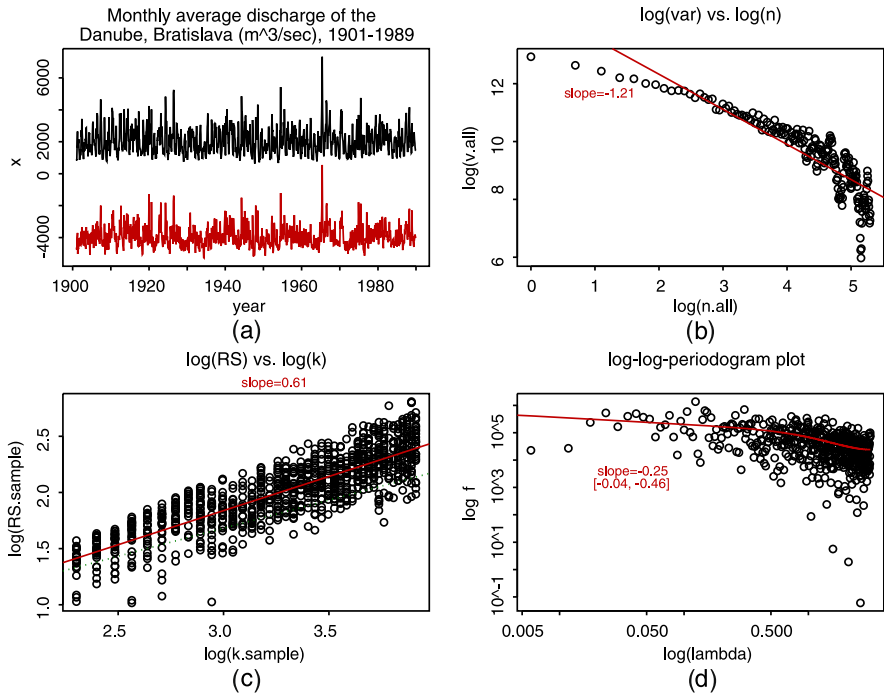 Monthly average discharge of the
Danube, Bratislava (m^3/sec), 1901-1989
x
6000
2000
0
-4000
1900
1920
1940
1960
1980
year
(a)
log(var) vs. log(n)
slope=-1.21
log(v.all)
12
10
8
6
0
1
2
3
4
5
log(n.all)
(b)
log(RS) vs. log(k)
slope=0.61
log(RS.sample)
2.5
2.0
1.5
1.0
2.5
3.0
3.5
log(k.sample)
(c)
log-log-periodogram plot
slope=-0.25
[-0.04, -0.46]
log f
10^5
10^3
10^1
10^-1
0.005
0.050
0.500
log(lambda)
(d)